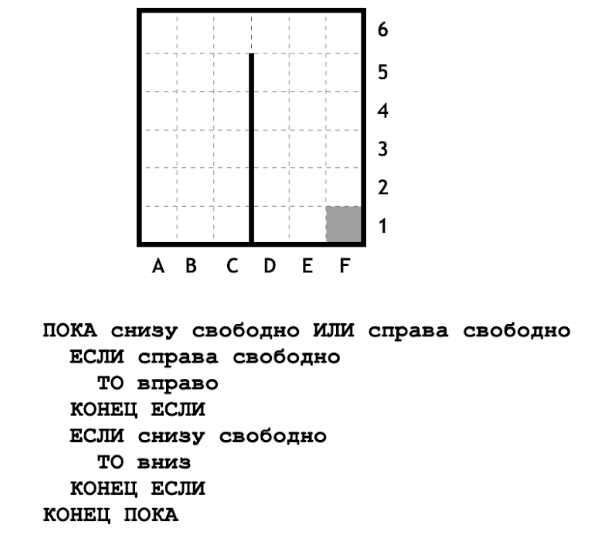 6
5
4
3
2
1
A B C D E F
ПОКА снизу свободно ИЛИ справа свободно
ЕСЛИ справа свободно
ТО вправо
КОНЕЦ ЕСЛИ
ЕСЛИ снизу свободно
ТО вниз
КОНЕЦ ЕСЛИ
КОНЕЦ ПОКА